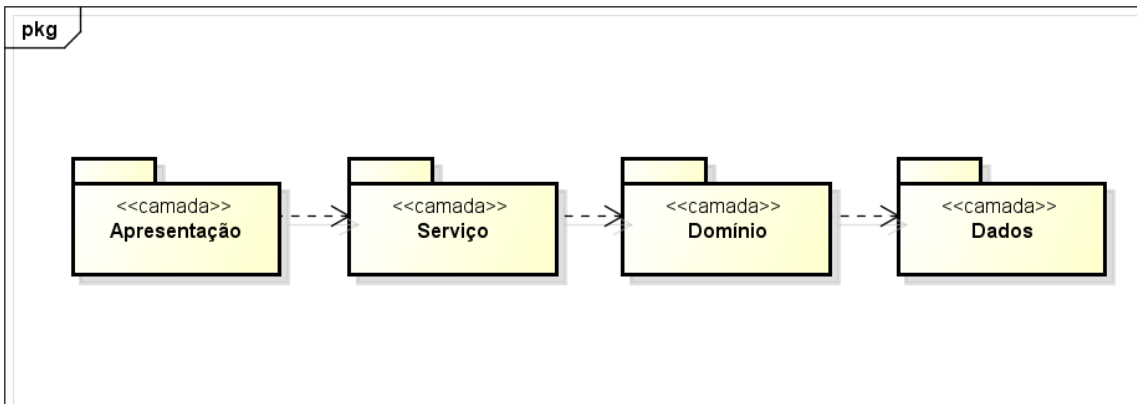 pkg
<<camada>>
Apresentação
<<camada>>
Serviço
<<camada>>
Domínio
<<camada>>
Dados